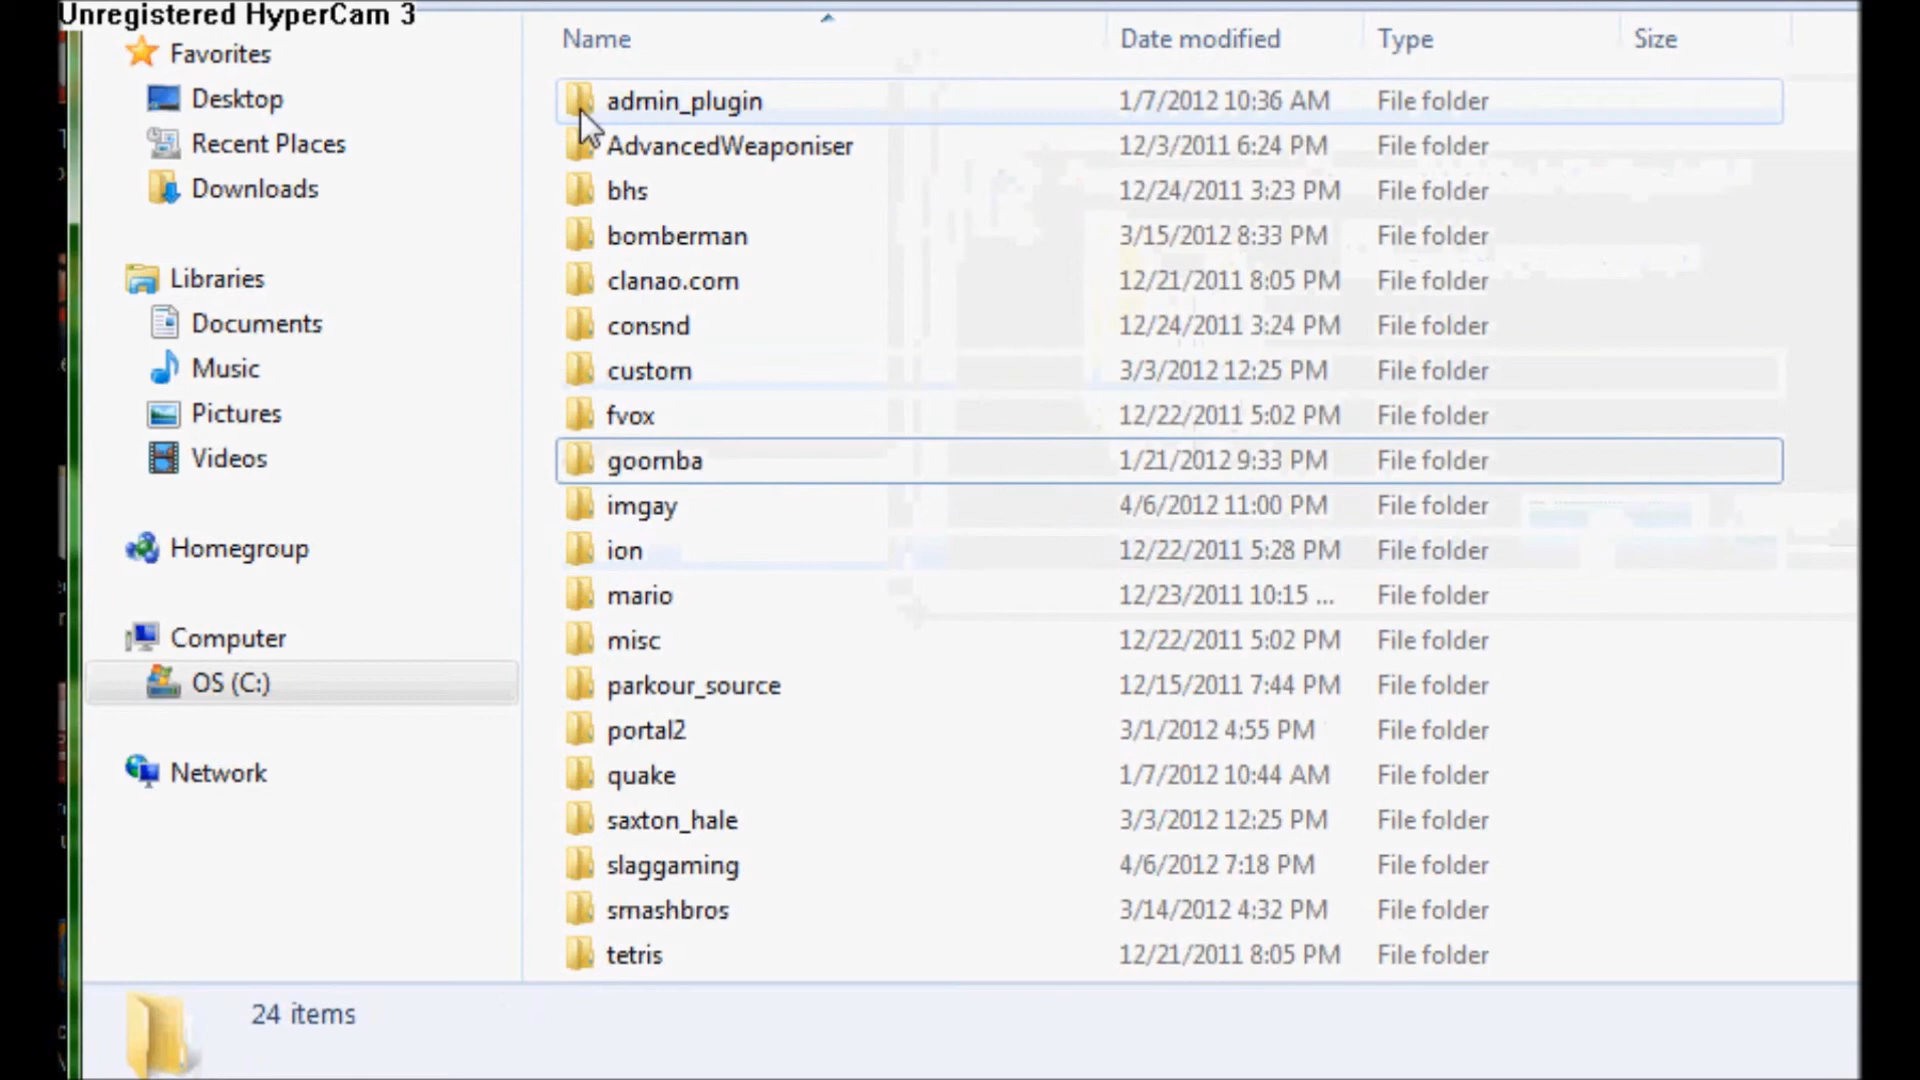 Unregistered HyperCam 3
Name Date modified Type Size
Favorites
Desktop
Recent Places
Downloads
Libraries
Documents
Music
Pictures
Videos
Homegroup
Computer
OS (C:)
Network
admin_plugin 1/7/2012 10:36 AM File folder
AdvancedWeaponiser 12/3/2011 6:24 PM File folder
bhs 12/24/2011 3:23 PM File folder
bomberman 3/15/2012 8:33 PM File folder
clanao.com 12/21/2011 8:05 PM File folder
consnd 12/24/2011 3:24 PM File folder
custom 3/3/2012 12:25 PM File folder
fvox 12/22/2011 5:02 PM File folder
goomba 1/21/2012 9:33 PM File folder
imgay 4/6/2012 11:00 PM File folder
ion 12/22/2011 5:28 PM File folder
mario 12/23/2011 10:15 ... File folder
misc 12/22/2011 5:02 PM File folder
parkour_source 12/15/2011 7:44 PM File folder
portal2 3/1/2012 4:55 PM File folder
quake 1/7/2012 10:44 AM File folder
saxton_hale 3/3/2012 12:25 PM File folder
slaggaming 4/6/2012 7:18 PM File folder
smashbros 3/14/2012 4:32 PM File folder
tetris 12/21/2011 8:05 PM File folder
24 items